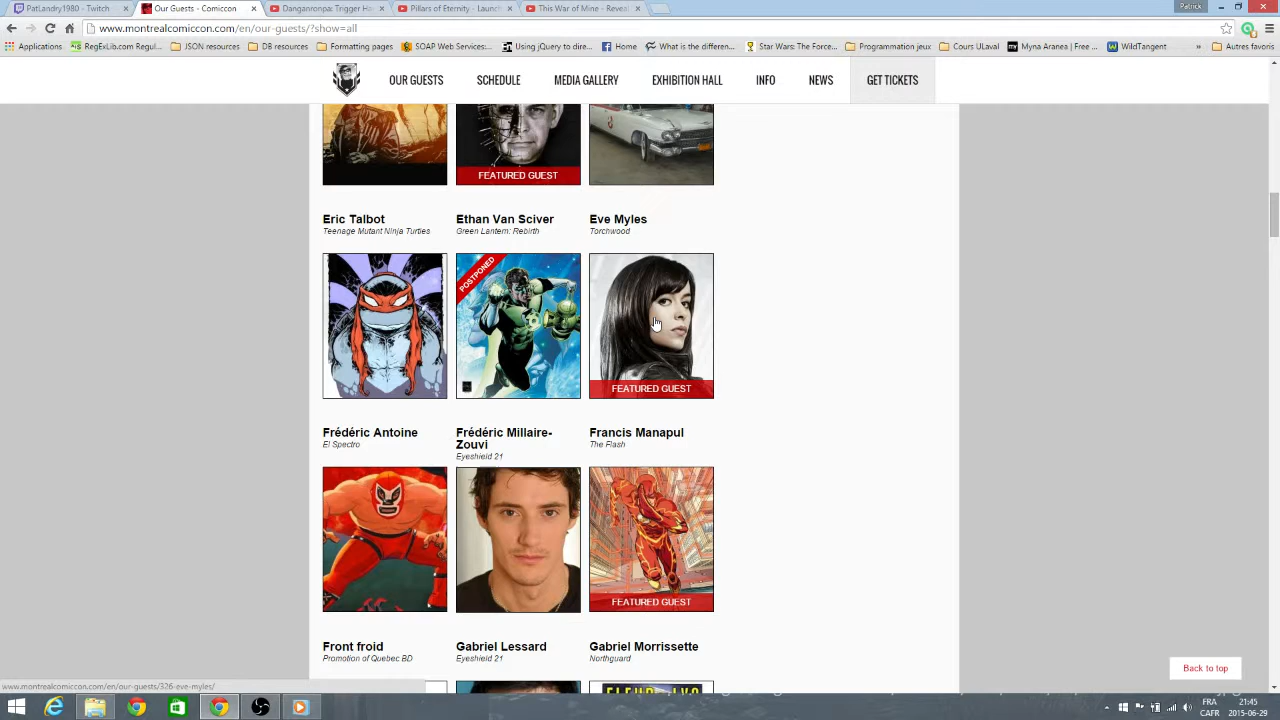 PatLandry1980 - Twitch
Our Guests - Comiccon
Danganronpa: Trigger Ho
Pillars of Eternity - Launch
This War of Mine - Reveal
Patrick
www.montrealcomiccon.com/en/our-guests/?show=all
Applications
RegExLib.com Regul...
JSON resources
DB resources
Formatting pages
SOAP Web Services...
Using jQuery to dire...
Home
What is the differen...
Star Wars: The Force...
Programmation jeux
Cours ULaval
Myna Aranea | Free ...
WildTangent
»
Autres favoris
OUR GUESTS
SCHEDULE
MEDIA GALLERY
EXHIBITION HALL
INFO
NEWS
GET TICKETS
FEATURED GUEST
Eric Talbot
Teenage Mutant Ninja Turtles
Ethan Van Sciver
Green Lantern: Rebirth
Eve Myles
Torchwood
POSTPONED
FEATURED GUEST
Frédéric Antoine
El Spectro
Frédéric Millaire-
Zouvi
Eyeshield 21
Francis Manapul
The Flash
FEATURED GUEST
Front froid
Promotion of Quebec BD
Gabriel Lessard
Eyeshield 21
Gabriel Morrissette
Northguard
Back to top
www.montrealcomiccon.com/en/our-guests/326-eve-myles/
FLEUR
LYS
FRA
CAFR
21:45
2015-06-29